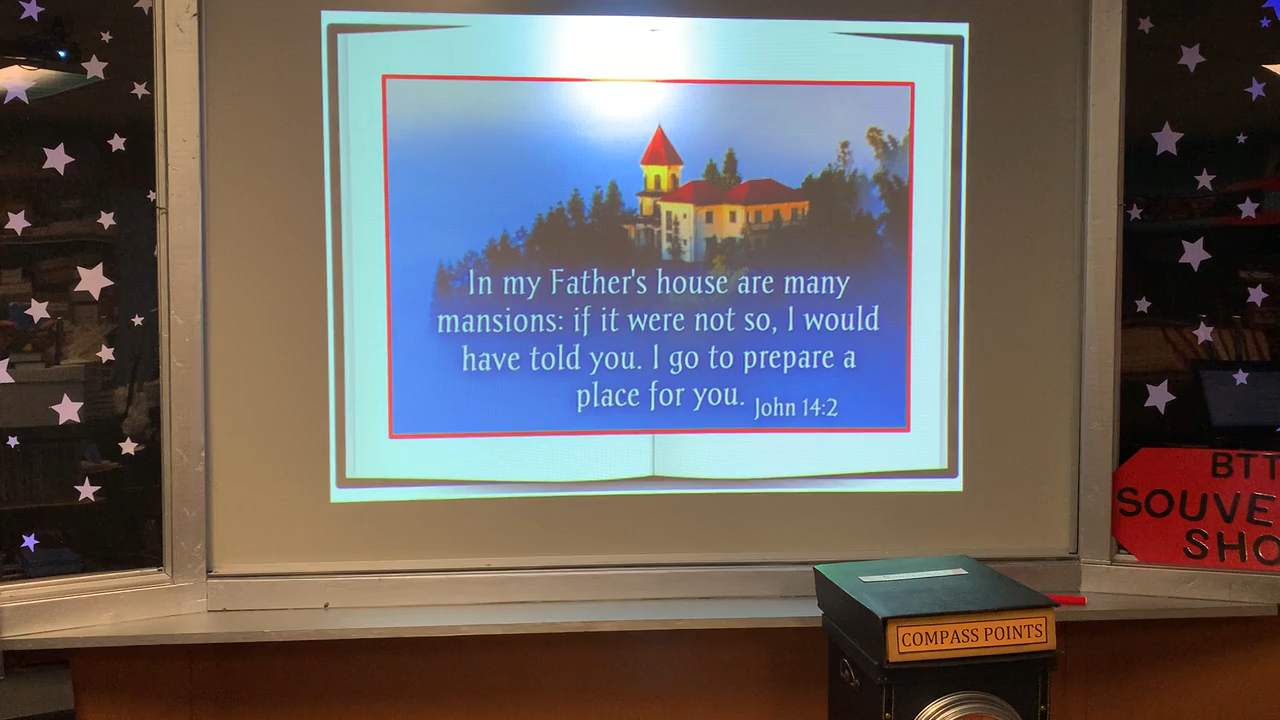 In my Father's house are many
mansions: if it were not so, I would
have told you. I go to prepare a
place for you. John 14:2
BTT
SOUVE
SHO
COMPASS POINTS